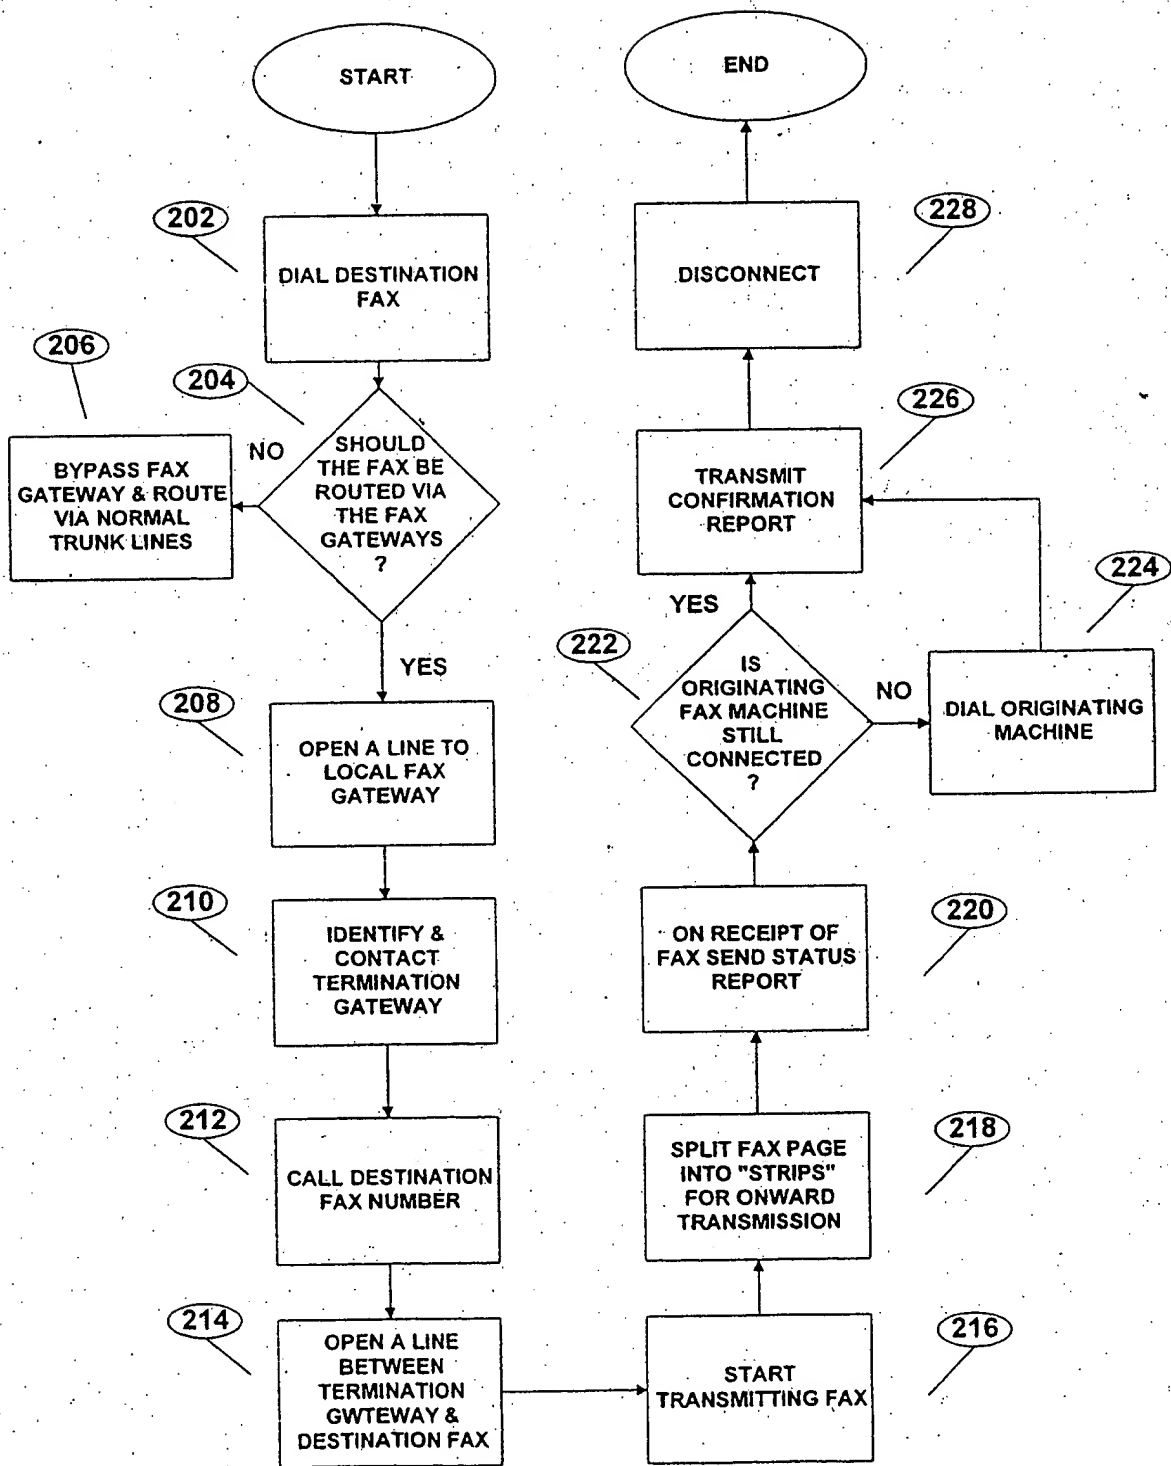 START
202
DIAL DESTINATION
FAX
204
SHOULD
THE FAX BE
ROUTED VIA
THE FAX
GATEWAYS
?
NO
206
BYPASS FAX
GATEWAY & ROUTE
VIA NORMAL
TRUNK LINES
YES
208
OPEN A LINE TO
LOCAL FAX
GATEWAY
210
IDENTIFY &
CONTACT
TERMINATION
GATEWAY
212
CALL DESTINATION
FAX NUMBER
214
OPEN A LINE
BETWEEN
TERMINATION
GWTEWAY &
DESTINATION FAX
216
START
TRANSMITTING FAX
218
SPLIT FAX PAGE
INTO "STRIPS"
FOR ONWARD
TRANSMISSION
220
ON RECEIPT OF
FAX SEND STATUS
REPORT
222
IS
ORIGINATING
FAX MACHINE
STILL
CONNECTED
?
NO
224
DIAL ORIGINATING
MACHINE
YES
226
TRANSMIT
CONFIRMATION
REPORT
228
DISCONNECT
END